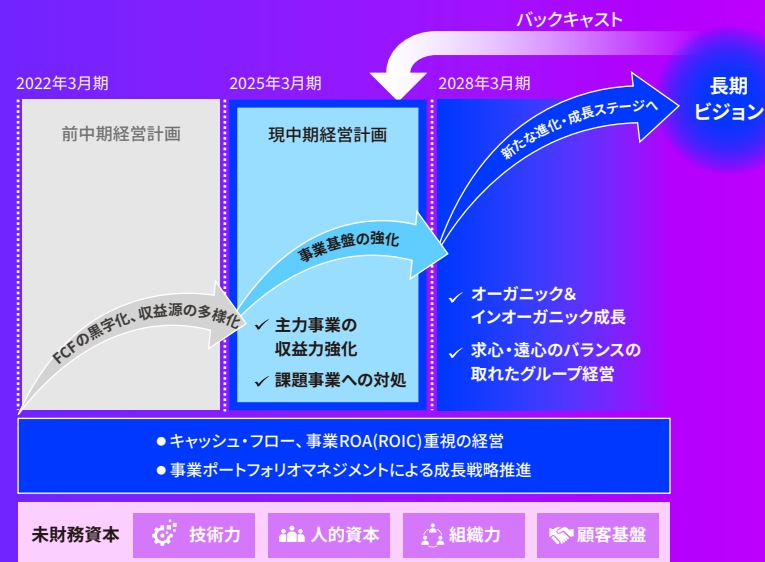 バックキャスト
2022年3月期
2025年3月期
2028年3月期
長期
ビジョン
前中期経営計画
現中期経営計画
新たな進化・成長ステージへ
事業基盤の強化
FCFの黒字化、収益源の多様化
✓ 主力事業の
収益力強化
✓ 課題事業への対処
✓ オーガニック&
インオーガニック成長
✓ 求心・遠心のバランスの
取れたグループ経営
●キャッシュ・フロー、事業ROA(ROIC)重視の経営
●事業ポートフォリオマネジメントによる成長戦略推進
未財務資本
技術力
人的資本
組織力
顧客基盤